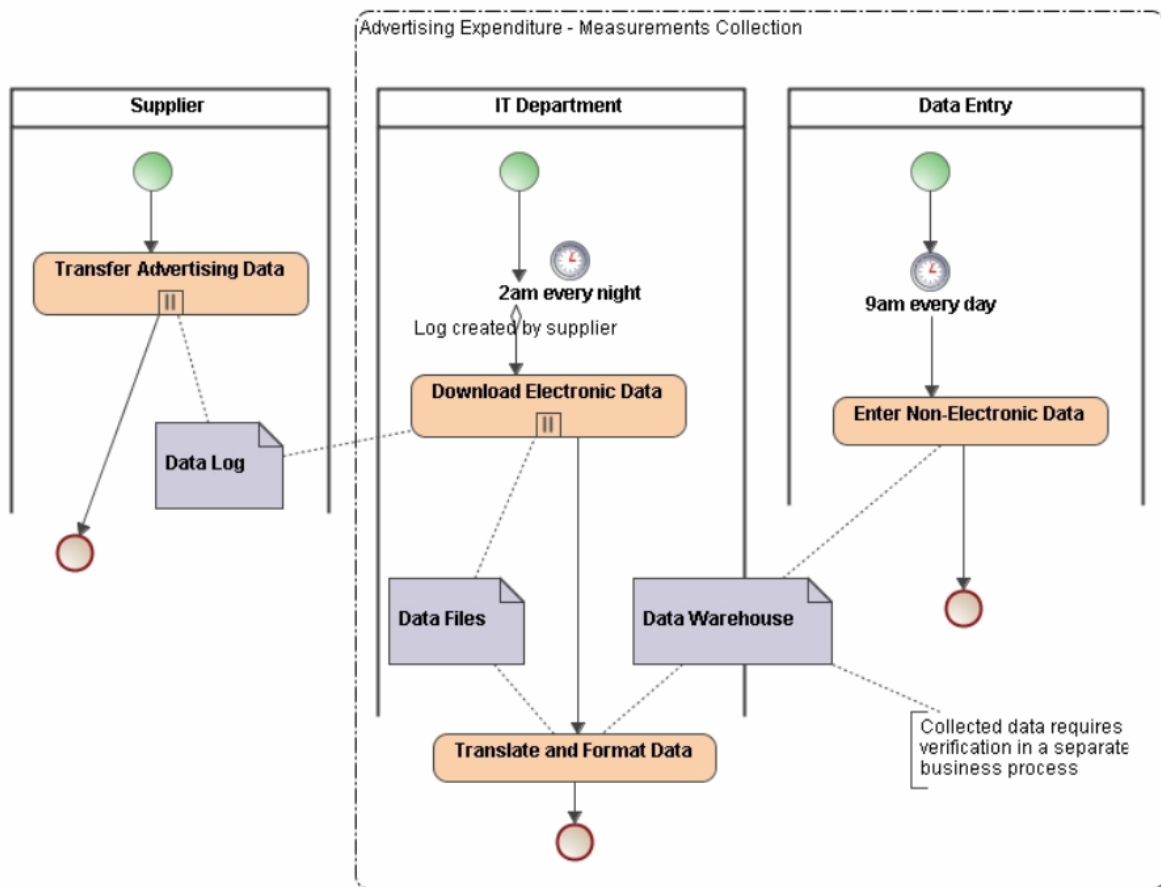 Advertising Expenditure - Measurements Collection
Supplier
IT Department
Data Entry
Transfer Advertising Data
2am every night
9am every day
Log created by supplier
Download Electronic Data
Enter Non-Electronic Data
Data Log
Data Files
Data Warehouse
Collected data requires
verification in a separate
business process
Translate and Format Data